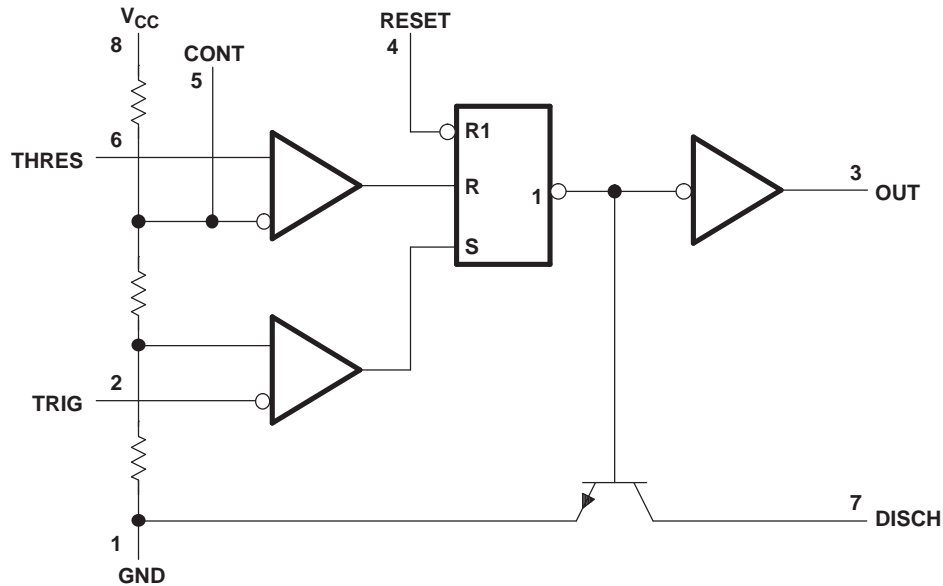 VCC
8
RESET
4
CONT
5
6
THRES
R1
R
1
S
3
OUT
2
TRIG
7
DISCH
1
GND